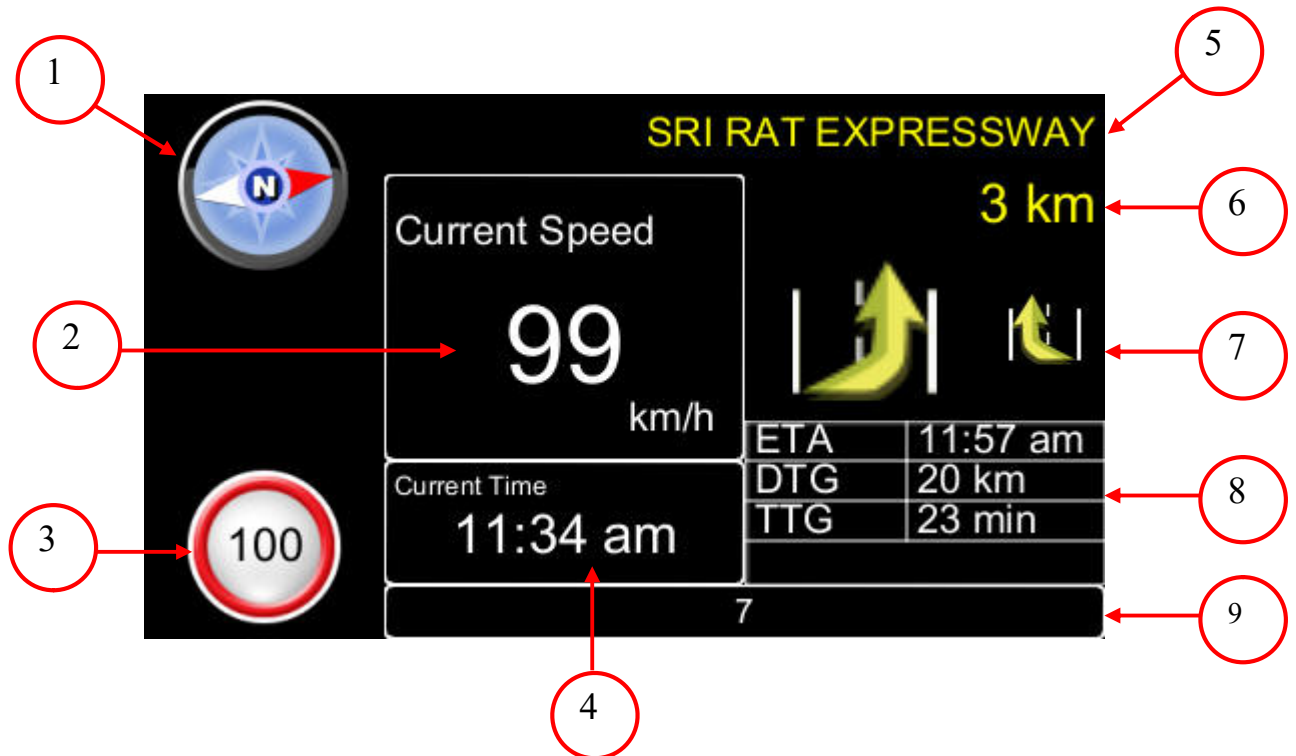 1
5
SRI RAT EXPRESSWAY
N
3 km
6
Current Speed
2
99
7
km/h
ETA 11:57 am
Current Time
DTG 20 km
8
3
100
11:34 am
TTG 23 min
7
9
4